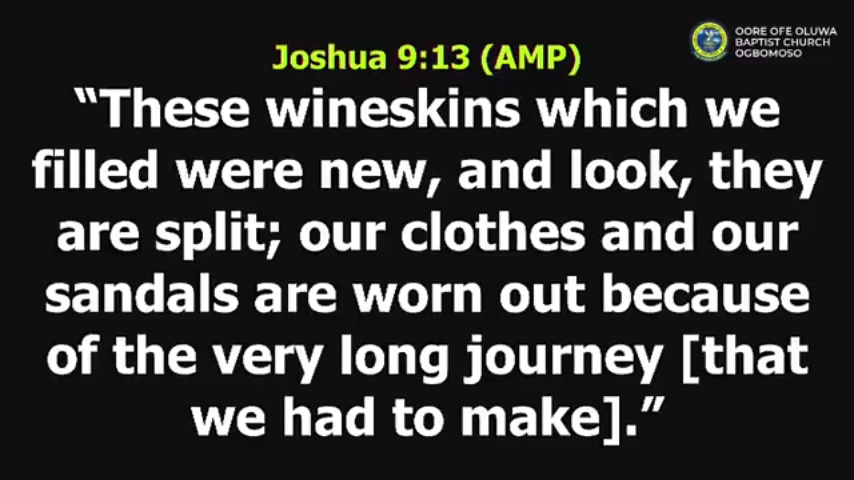 OORE OFE OLUWA
BAPTIST CHURCH
OGBOMOSO
Joshua 9:13 (AMP)
“These wineskins which we
filled were new, and look, they
are split; our clothes and our
sandals are worn out because
of the very long journey [that
we had to make].”